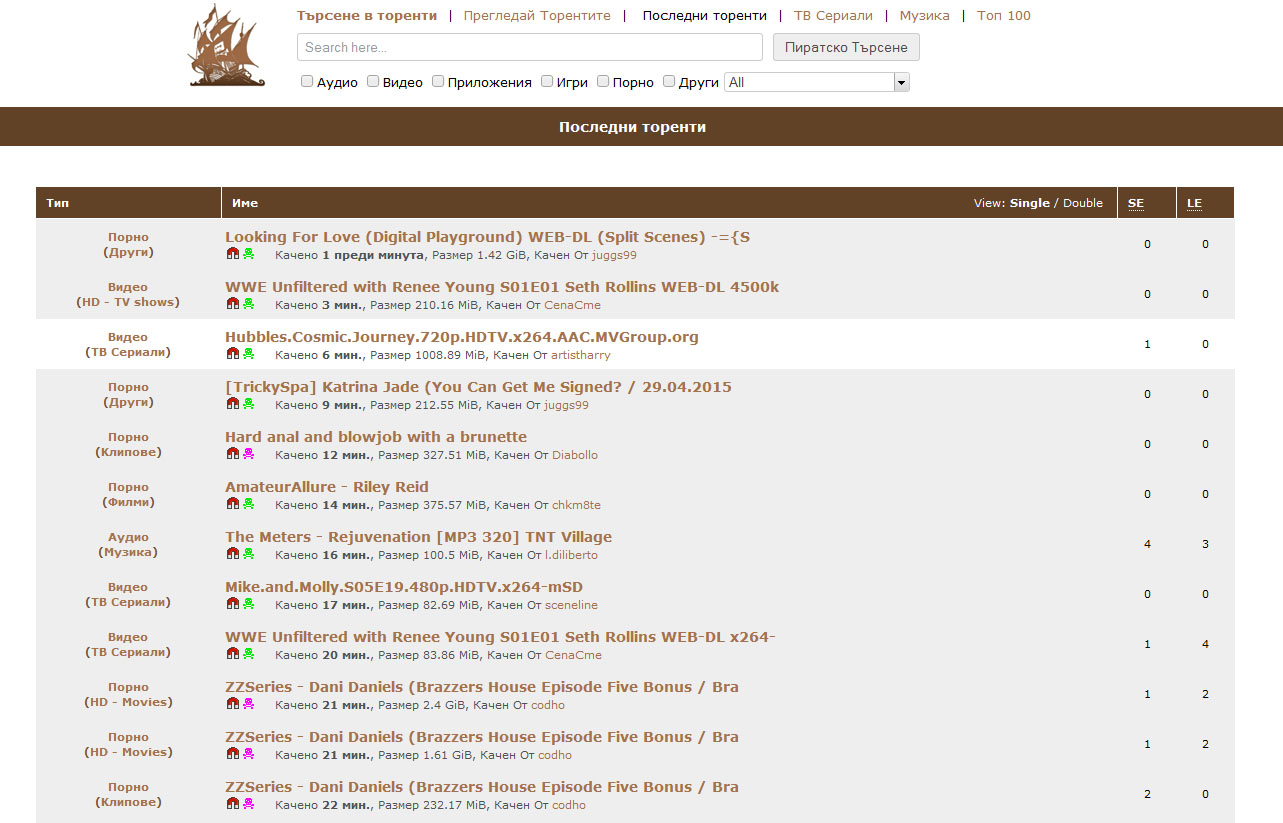 Търсене в торенти | Прегледай Торентите | Последни торенти | ТВ Сериали | Музика | Топ 100
Search here... Пиратско Търсене
Аудио Видео Приложения Игри Порно Други All
Последни торенти
Тип Име View: Single / Double SE LE
Порно
(Други)
Looking For Love (Digital Playground) WEB-DL (Split Scenes) -={S
Качено 1 преди минута, Размер 1.42 GiB, Качен От juggs99
0 0
Видео
(HD - TV shows)
WWE Unfiltered with Renee Young S01E01 Seth Rollins WEB-DL 4500k
Качено 3 мин., Размер 210.16 MiB, Качен От CenaCme
0 0
Видео
(ТВ Сериали)
Hubbles.Cosmic.Journey.720p.HDTV.x264.AAC.MVGroup.org
Качено 6 мин., Размер 1008.89 MiB, Качен От artistharry
1 0
Порно
(Други)
[TrickySpa] Katrina Jade (You Can Get Me Signed? / 29.04.2015
Качено 9 мин., Размер 212.55 MiB, Качен От juggs99
0 0
Порно
(Клипове)
Hard anal and blowjob with a brunette
Качено 12 мин., Размер 327.51 MiB, Качен От Diabollo
0 0
Порно
(Филми)
AmateurAllure - Riley Reid
Качено 14 мин., Размер 375.57 MiB, Качен От chkm8te
0 0
Аудио
(Музика)
The Meters - Rejuvenation [MP3 320] TNT Village
Качено 16 мин., Размер 100.5 MiB, Качен От l.diliberto
4 3
Видео
(ТВ Сериали)
Mike.and.Molly.S05E19.480p.HDTV.x264-mSD
Качено 17 мин., Размер 82.69 MiB, Качен От sceneline
0 0
Видео
(ТВ Сериали)
WWE Unfiltered with Renee Young S01E01 Seth Rollins WEB-DL x264-
Качено 20 мин., Размер 83.86 MiB, Качен От CenaCme
1 4
Порно
(HD - Movies)
ZZSeries - Dani Daniels (Brazzers House Episode Five Bonus / Bra
Качено 21 мин., Размер 2.4 GiB, Качен От codho
1 2
Порно
(HD - Movies)
ZZSeries - Dani Daniels (Brazzers House Episode Five Bonus / Bra
Качено 21 мин., Размер 1.61 GiB, Качен От codho
1 2
Порно
(Клипове)
ZZSeries - Dani Daniels (Brazzers House Episode Five Bonus / Bra
Качено 22 мин., Размер 232.17 MiB, Качен От codho
2 0